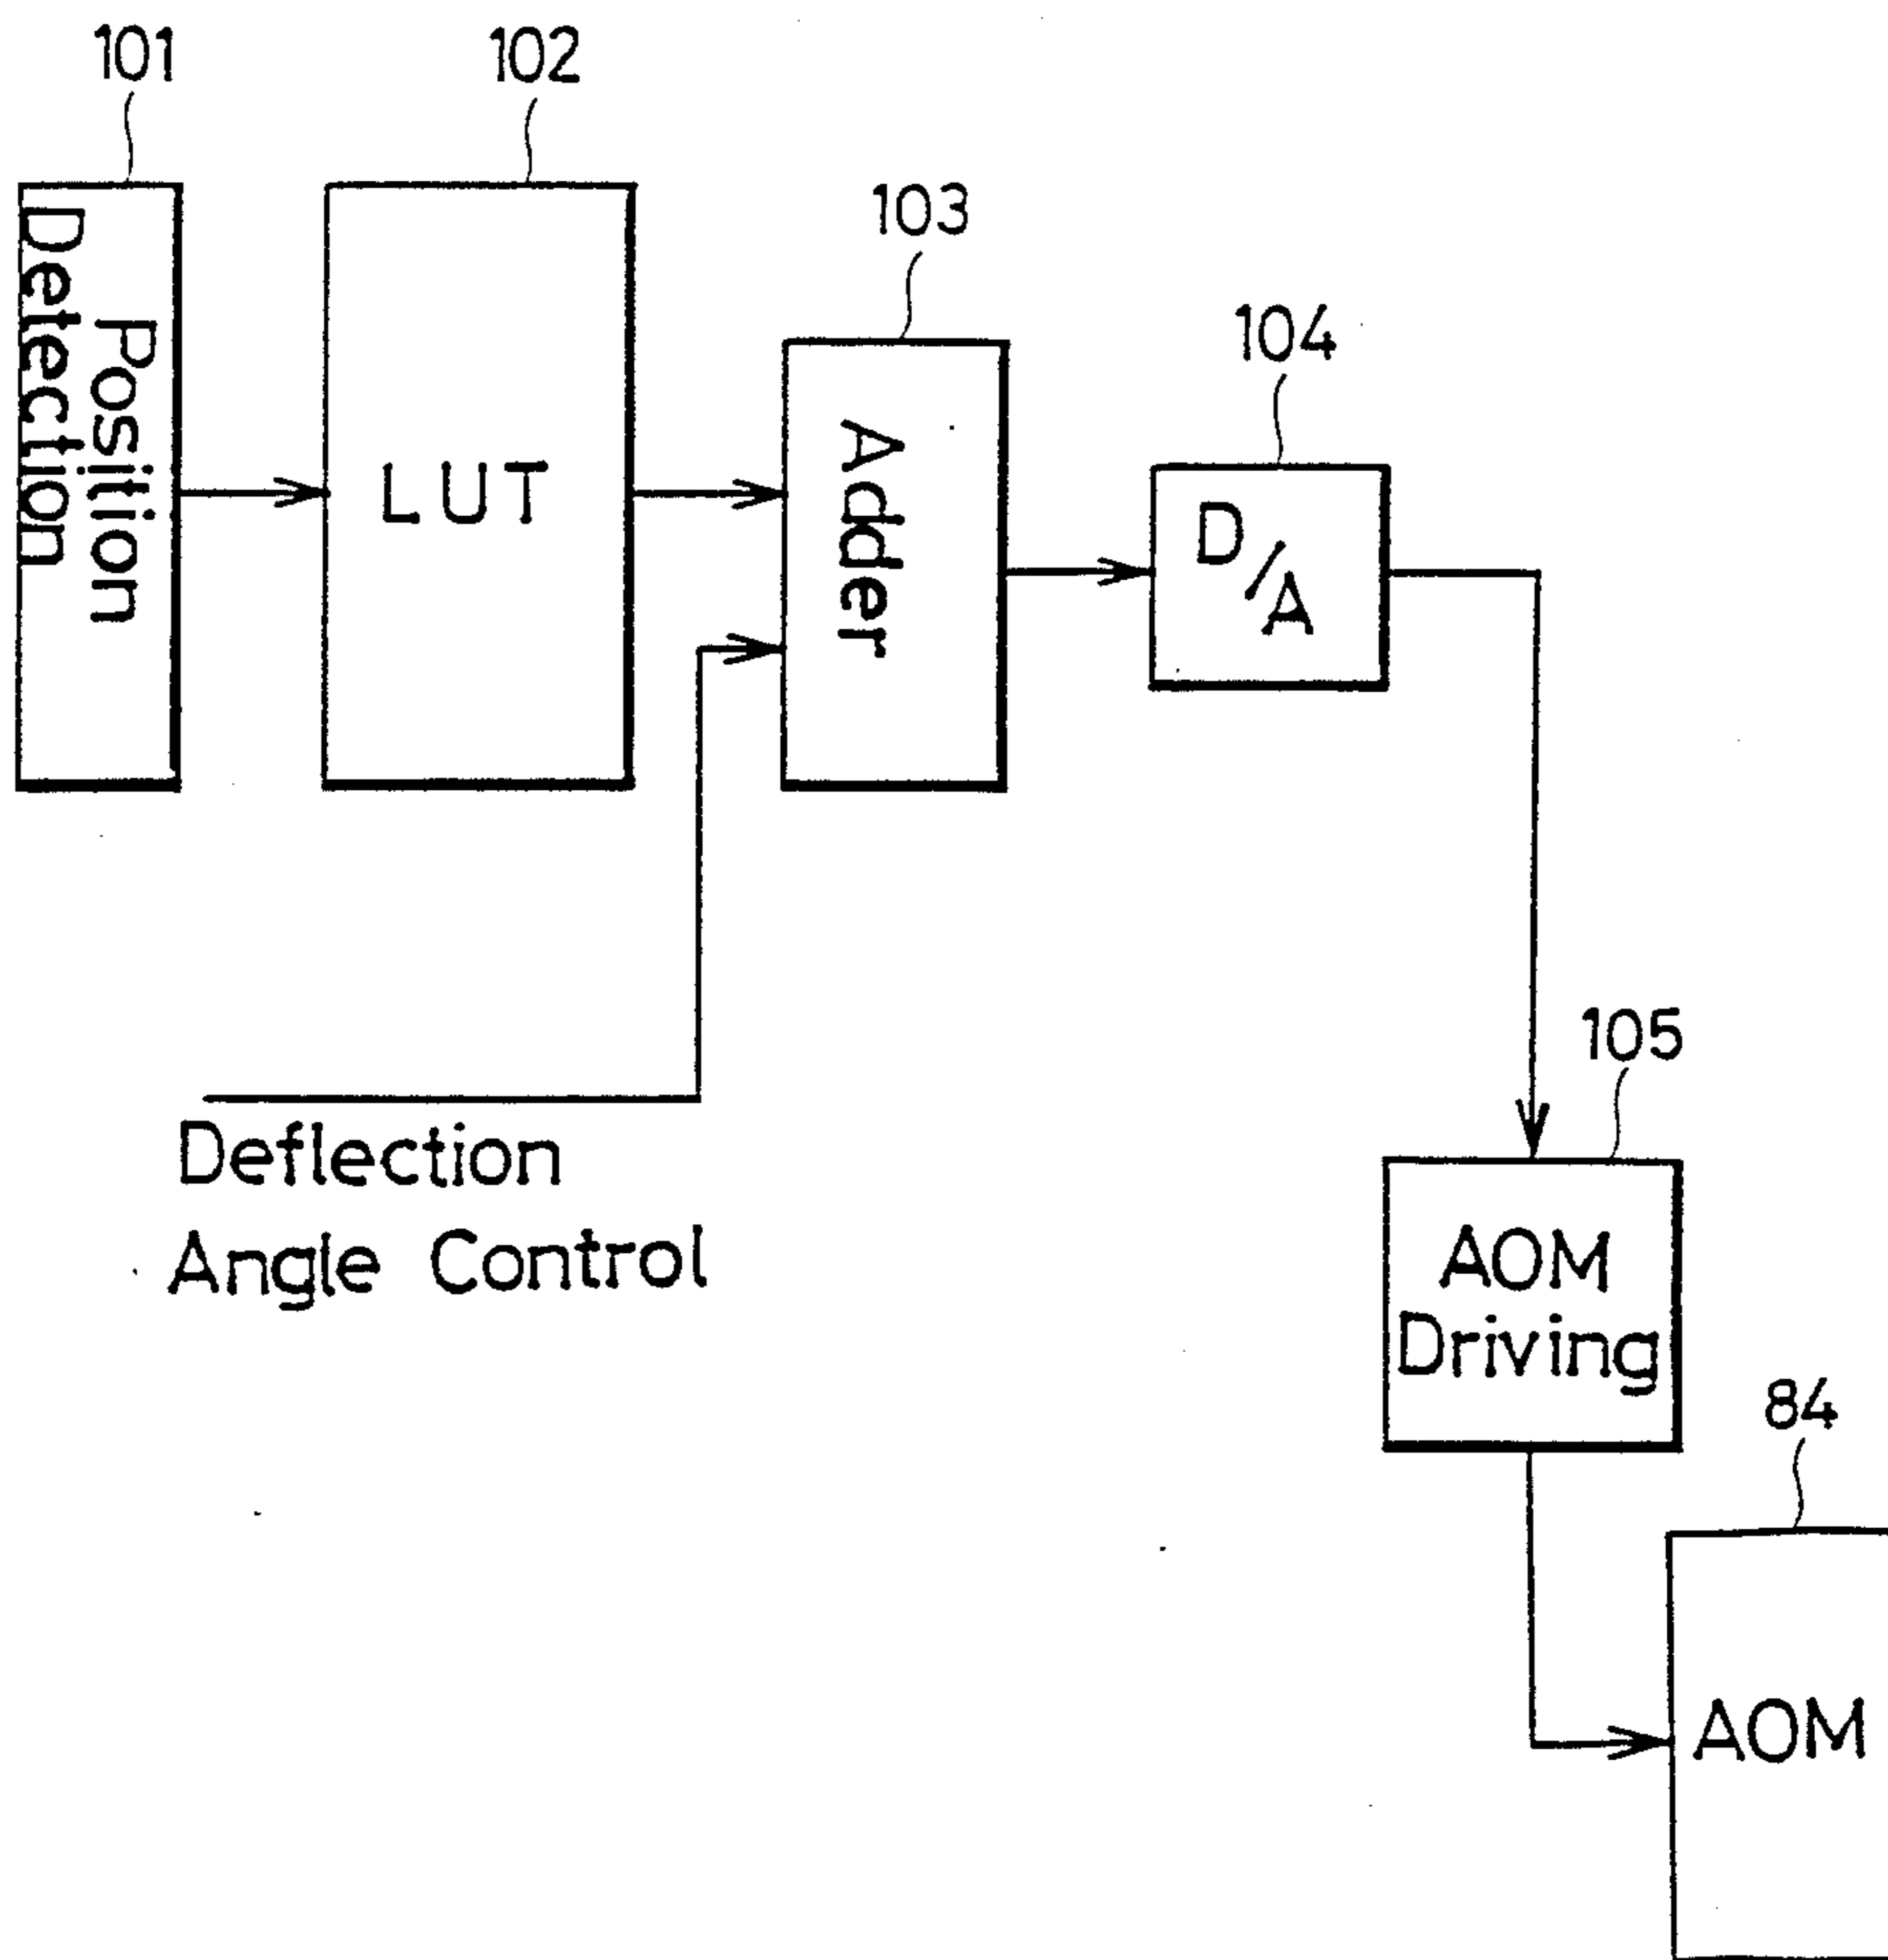 101
102
103
104
Position
Detection
LUT
Adder
D/A
Deflection
Angle Control
105
AOM
Driving
84
AOM